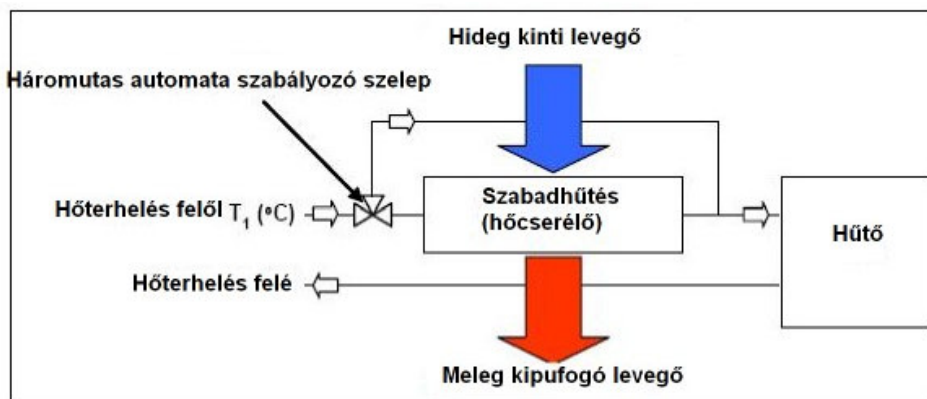 Hideg kinti levegő
Háromutas automata szabályozó szelep
Szabadhűtés
(hőcserélő)
Hőterhelés felől T₁ (°C)
Hűtő
Hőterhelés felé
Meleg kipufogó levegő